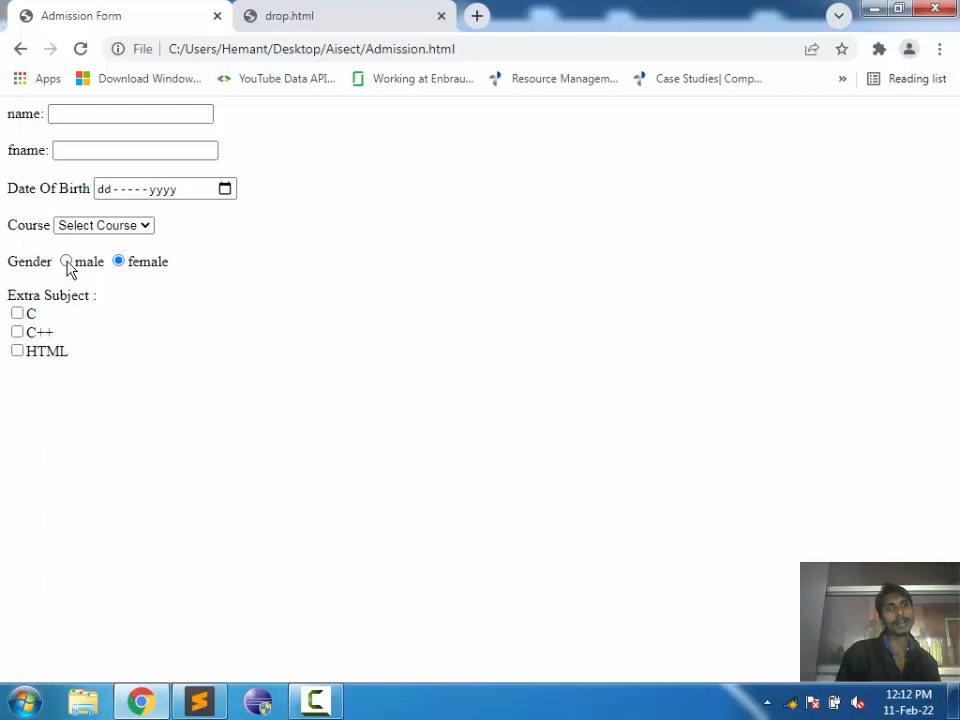 Admission Form
drop.html
File
C:/Users/Hemant/Desktop/Aisect/Admission.html
Apps
Download Window...
YouTube Data API...
Working at Enbrau...
Resource Managem...
Case Studies| Comp...
»
Reading list
name:
fname:
Date Of Birth dd-----yyyy
Course Select Course
Gender male female
Extra Subject :
C
C++
HTML
12:12 PM
11-Feb-22